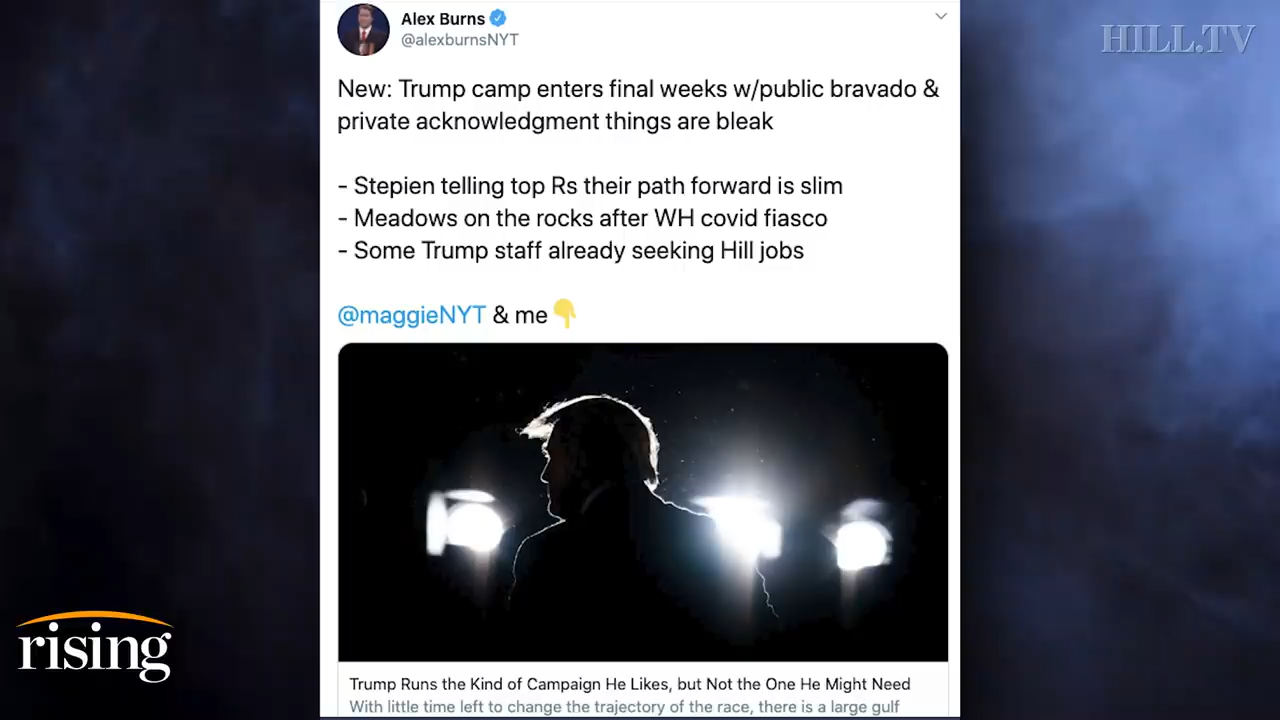 Alex Burns
@alexburnsNYT
HILL.TV
New: Trump camp enters final weeks w/public bravado &
private acknowledgment things are bleak
- Stepien telling top Rs their path forward is slim
- Meadows on the rocks after WH covid fiasco
- Some Trump staff already seeking Hill jobs
@maggieNYT & me👇
rising
Trump Runs the Kind of Campaign He Likes, but Not the One He Might Need
With little time left to change the trajectory of the race, there is a large gulf